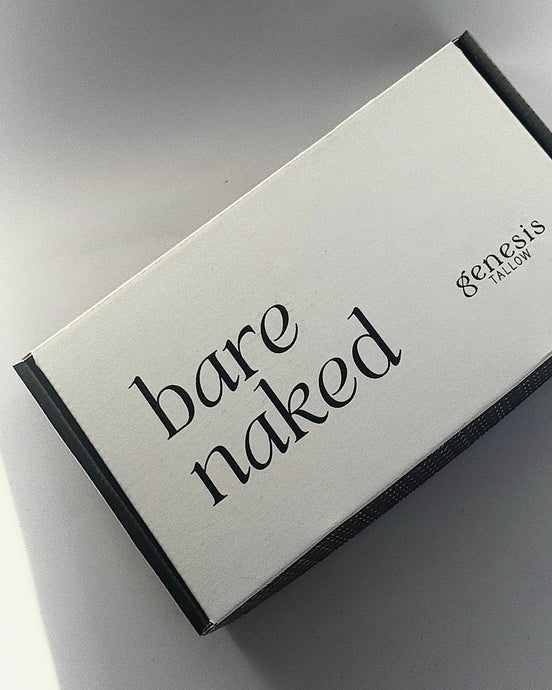 bare
naked
genesis
TALLOW